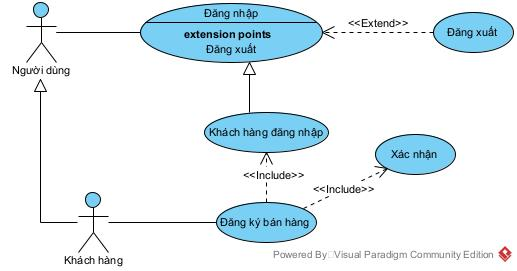 Đăng nhập
extension points
Đăng xuất
<<Extend>>
Đăng xuất
Người dùng
Khách hàng đăng nhập
Xác nhận
<<Include>>
<<Include>>
Đăng ký bán hàng
Khách hàng
Powered By Visual Paradigm Community Edition